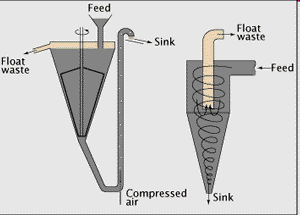 Feed
Sink
Float
waste
Compressed
air
Float
waste
Feed
Sink